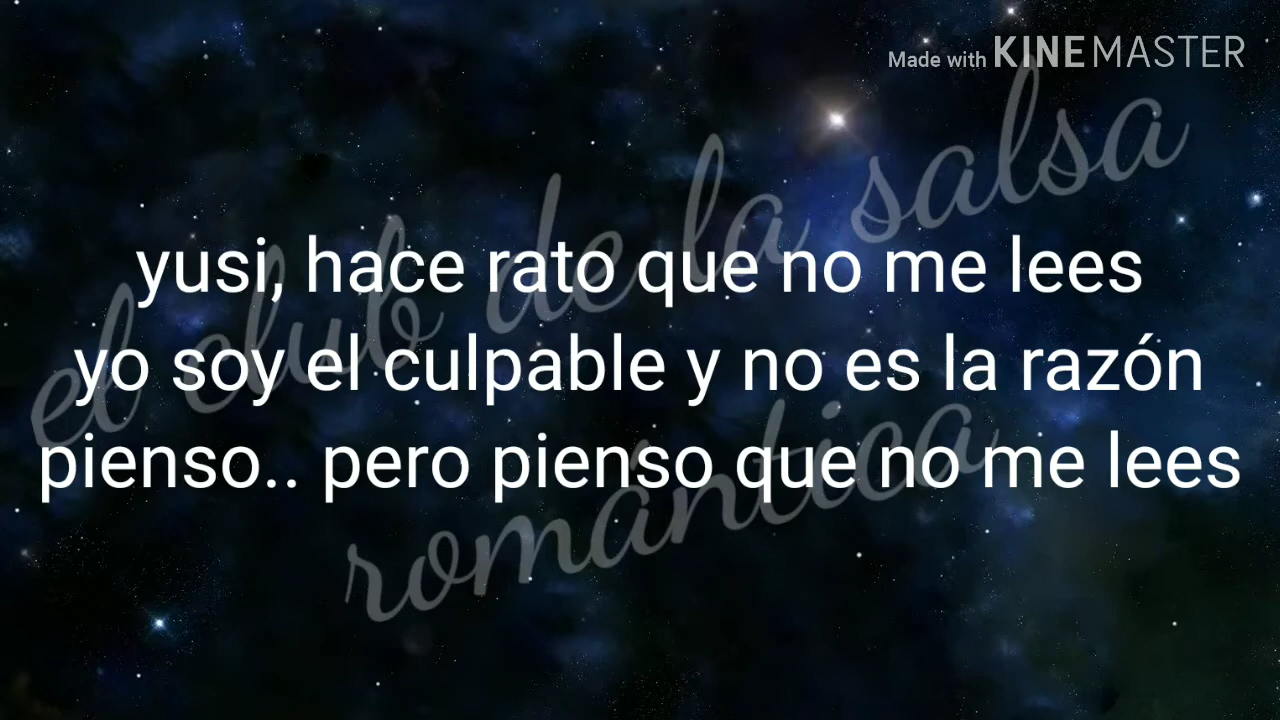 Made with KINEMASTER
yusi, hace rato que no me lees
yo soy el culpable y no es la razón
pienso.. pero pienso que no me lees
el club de la salsa
romántica